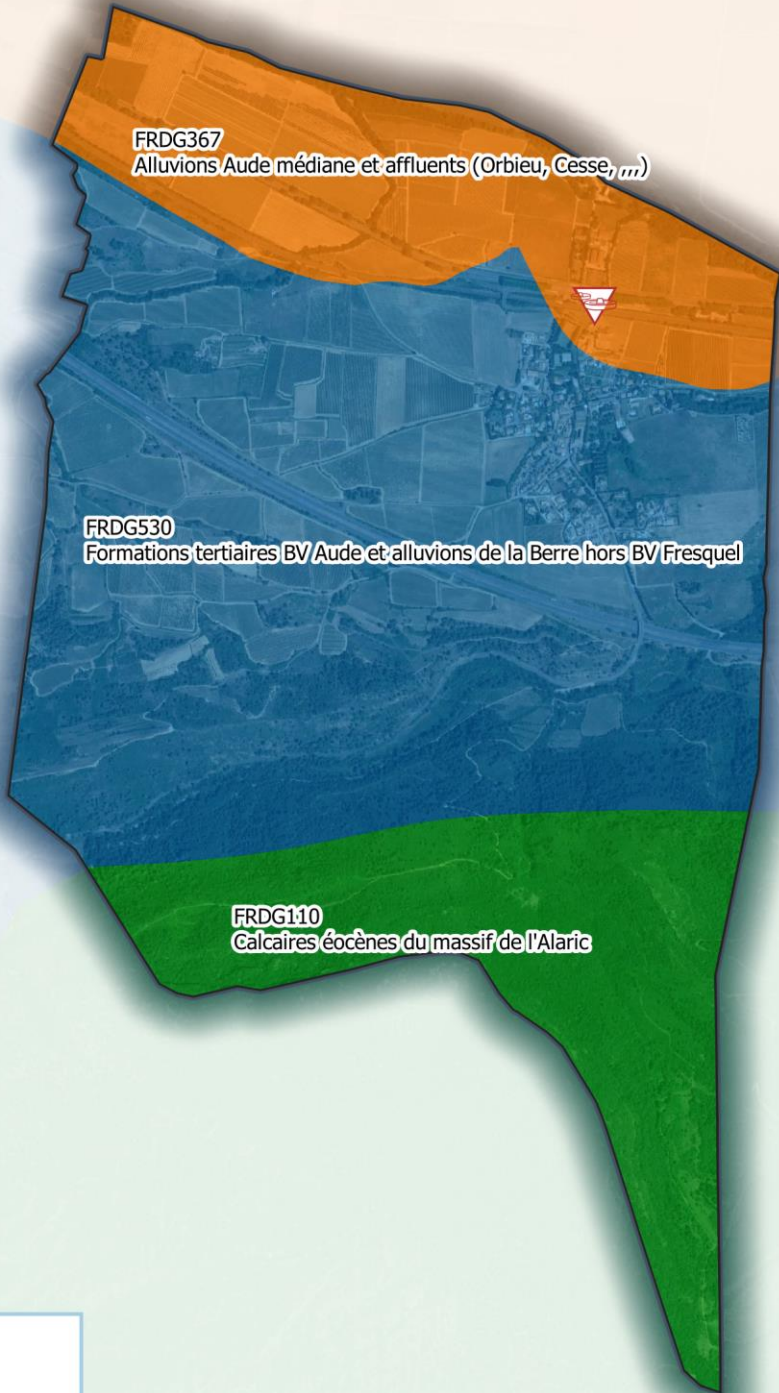 FRDG367
Alluvions Aude médiane et affluents (Orbieu, Cesse, ,,,)
FRDG530
Formations tertiaires BV Aude et alluvions de la Berre hors BV Fresquel
FRDG110
Calcaires éocènes du massif de l'Alaric